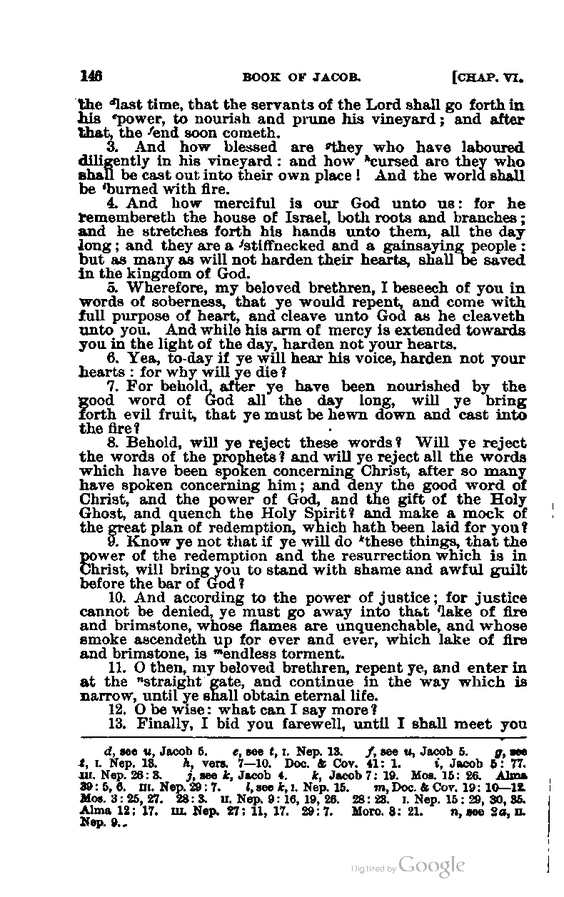 146 BOOK OF JACOB. [CHAP. VI.
the ᵈlast time, that the servants of the Lord shall go forth in
his ᵉpower, to nourish and prune his vineyard; and after
that, the ᶠend soon cometh.
3. And how blessed are ᵍthey who have laboured
diligently in his vineyard: and how ʰcursed are they who
shall be cast out into their own place! And the world shall
be ⁱburned with fire.
4. And how merciful is our God unto us: for he
remembereth the house of Israel, both roots and branches;
and he stretches forth his hands unto them, all the day
long; and they are a ʲstiffnecked and a gainsaying people:
but as many as will not harden their hearts, shall be saved
in the kingdom of God.
5. Wherefore, my beloved brethren, I beseech of you in
words of soberness, that ye would repent, and come with
full purpose of heart, and cleave unto God as he cleaveth
unto you. And while his arm of mercy is extended towards
you in the light of the day, harden not your hearts.
6. Yea, to-day if ye will hear his voice, harden not your
hearts: for why will ye die?
7. For behold, after ye have been nourished by the
good word of God all the day long, will ye bring
forth evil fruit, that ye must be hewn down and cast into
the fire?
8. Behold, will ye reject these words? Will ye reject
the words of the prophets? and will ye reject all the words
which have been spoken concerning Christ, after so many
have spoken concerning him; and deny the good word of
Christ, and the power of God, and the gift of the Holy
Ghost, and quench the Holy Spirit? and make a mock of
the great plan of redemption, which hath been laid for you?
9. Know ye not that if ye will do ᵏthese things, that the
power of the redemption and the resurrection which is in
Christ, will bring you to stand with shame and awful guilt
before the bar of God?
10. And according to the power of justice; for justice
cannot be denied, ye must go away into that ˡlake of fire
and brimstone, whose flames are unquenchable, and whose
smoke ascendeth up for ever and ever, which lake of fire
and brimstone, is ᵐendless torment.
11. O then, my beloved brethren, repent ye, and enter in
at the ⁿstraight gate, and continue in the way which is
narrow, until ye shall obtain eternal life.
12. O be wise: what can I say more?
13. Finally, I bid you farewell, until I shall meet you
d, see u, Jacob 5. e, see t, I. Nep. 13. f, see u, Jacob 5. g, see
t, I. Nep. 13. h, vers. 7—10. Doc. & Cov. 41: 1. i, Jacob 5: 77.
III. Nep. 26: 3. j, see k, Jacob 4. k, Jacob 7: 19. Mos. 15: 26. Alma
39: 5, 6. III. Nep. 29: 7. l, see k, I. Nep. 15. m, Doc. & Cov. 19: 10—12.
Mos. 3: 25, 27. 28: 3. II. Nep. 9: 16, 19, 26. 28: 23. I. Nep. 15: 29, 30, 35.
Alma 12: 17. III. Nep. 27: 11, 17. 29: 7. Moro. 8: 21. n, see 2a, II.
Nep. 9.
Digitized by Google